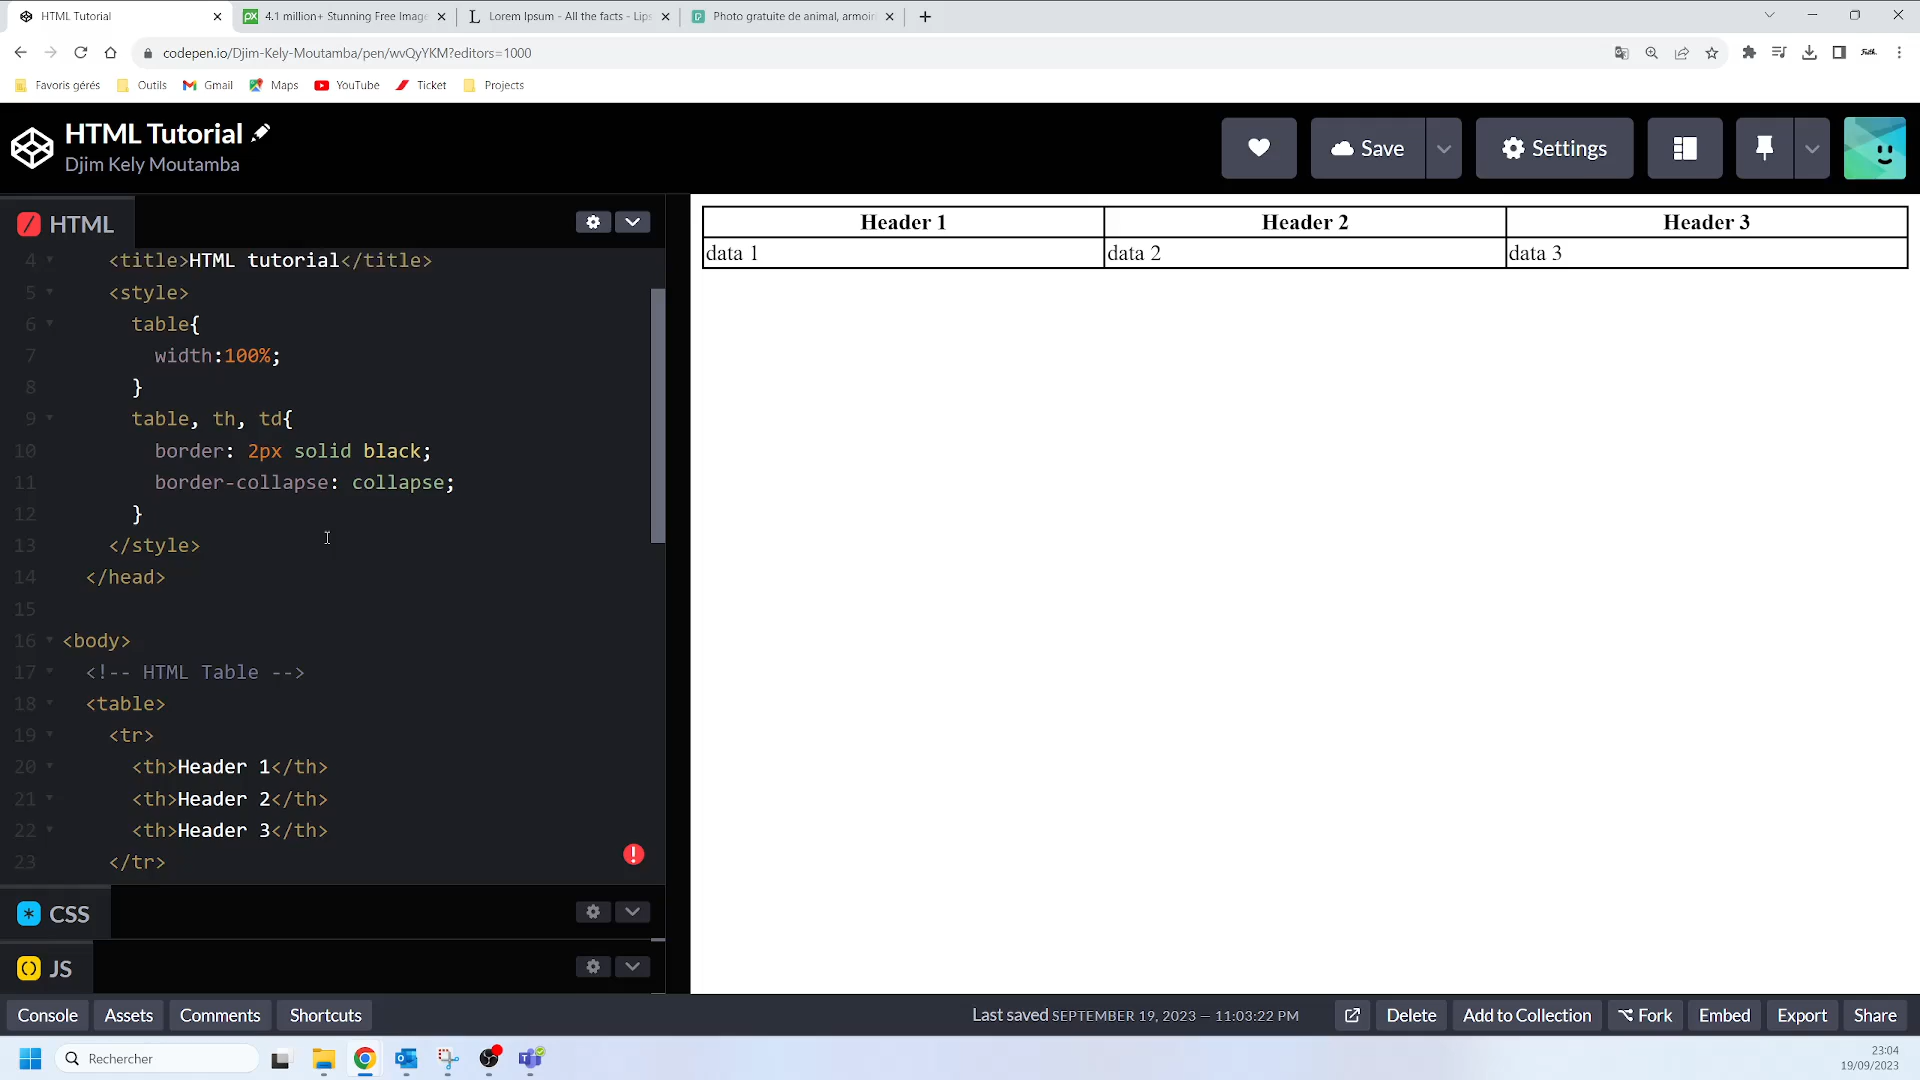 HTML Tutorial
4.1 million+ Stunning Free Image
Lorem Ipsum - All the facts - Lips
Photo gratuite de animal, armoir
codepen.io/Djim-Kely-Moutamba/pen/wvQyYKM?editors=1000
Favoris gérés
Outils
Gmail
Maps
YouTube
Ticket
Projects
HTML Tutorial
Djim Kely Moutamba
Save
Settings
HTML
4 <title>HTML tutorial</title>
5 <style>
6 table{
7 width:100%;
8 }
9 table, th, td{
10 border: 2px solid black;
11 border-collapse: collapse;
12 }
13 </style>
14 </head>
15
16 <body>
17 <!-- HTML Table -->
18 <table>
19 <tr>
20 <th>Header 1</th>
21 <th>Header 2</th>
22 <th>Header 3</th>
23 </tr>
Header 1 Header 2 Header 3
data 1 data 2 data 3
CSS
JS
Console
Assets
Comments
Shortcuts
Last saved SEPTEMBER 19, 2023 — 11:03:22 PM
Delete
Add to Collection
Fork
Embed
Export
Share
Rechercher
23:04
19/09/2023